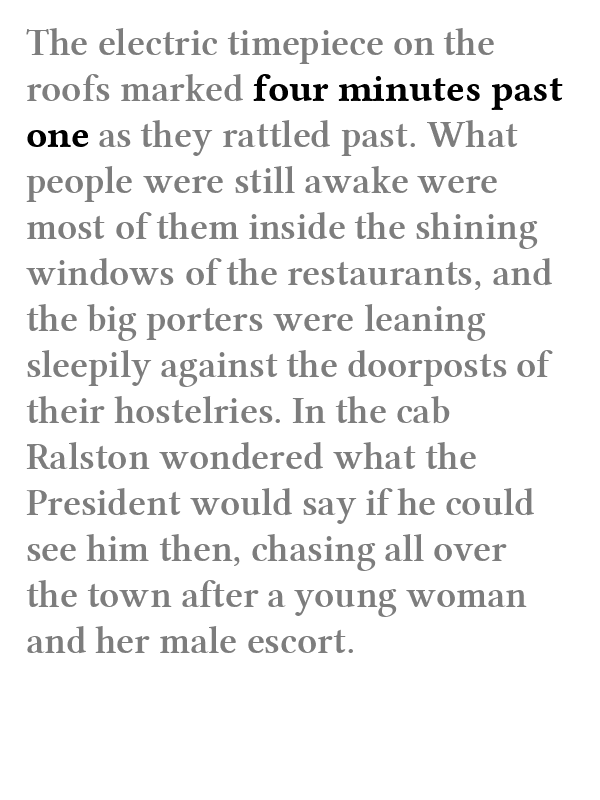 The electric timepiece on the
roofs marked four minutes past
one as they rattled past. What
people were still awake were
most of them inside the shining
windows of the restaurants, and
the big porters were leaning
sleepily against the doorposts of
their hostelries. In the cab
Ralston wondered what the
President would say if he could
see him then, chasing all over
the town after a young woman
and her male escort.